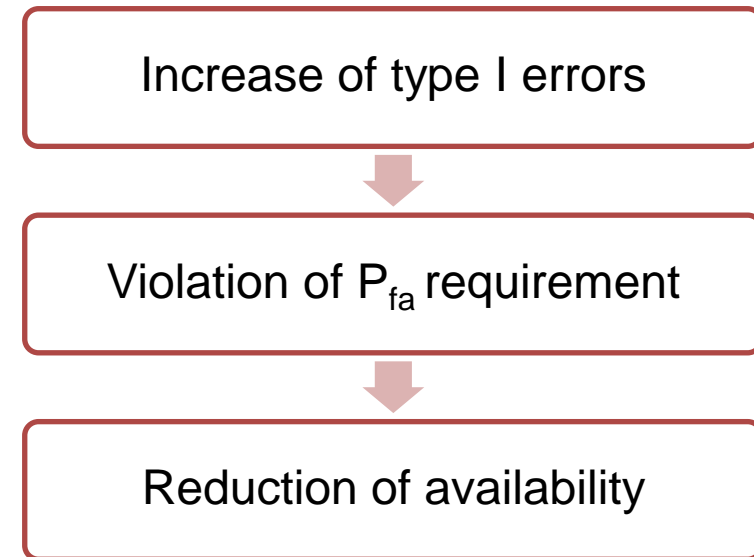 Increase of type I errors
Violation of Pfa requirement
Reduction of availability